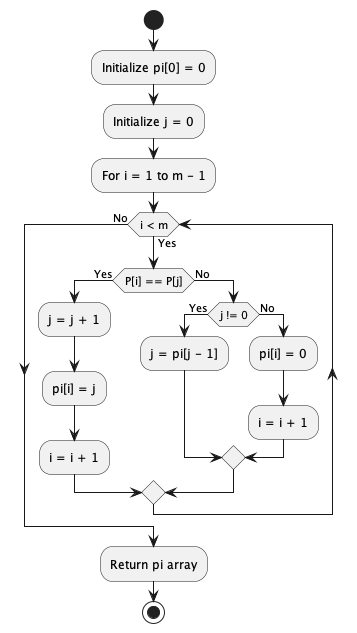 Initialize pi[0] = 0
Initialize j = 0
For i = 1 to m - 1
No
i < m
Yes
Yes
P[i] == P[j]
No
j = j + 1
Yes
j != 0
No
j = pi[j - 1]
pi[i] = 0
pi[i] = j
i = i + 1
i = i + 1
Return pi array